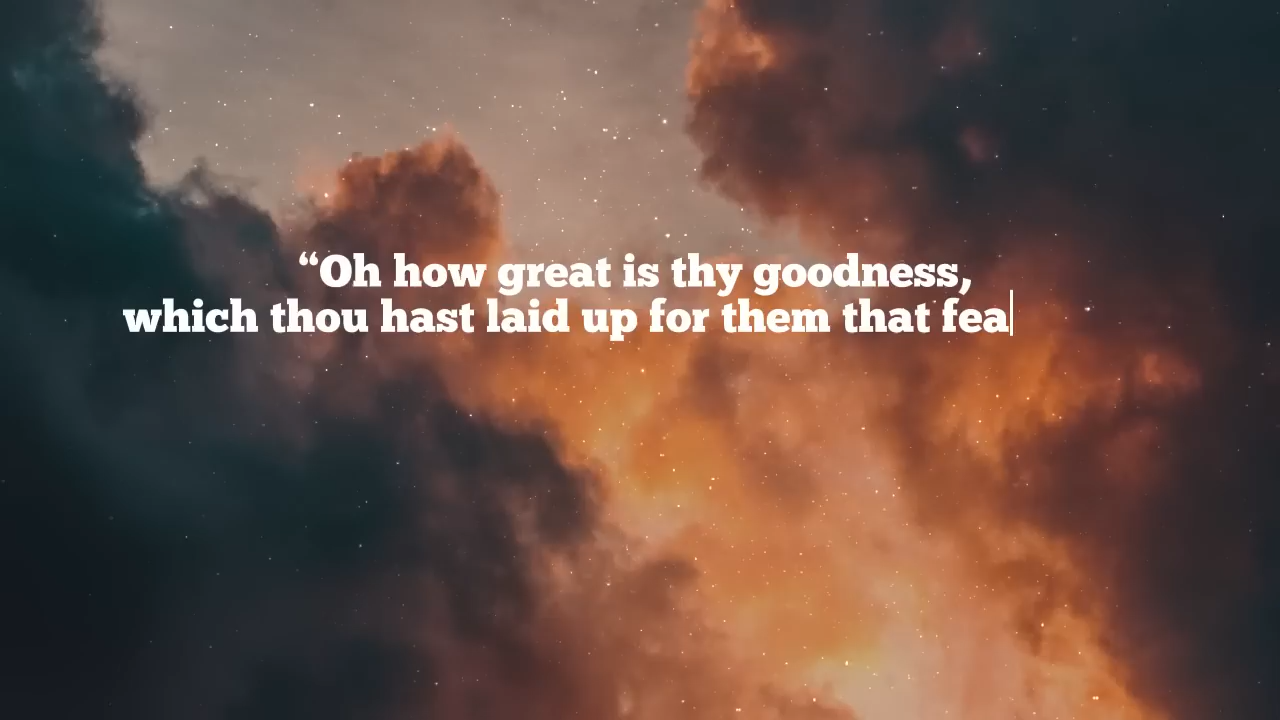 “Oh how great is thy goodness,
which thou hast laid up for them that fea